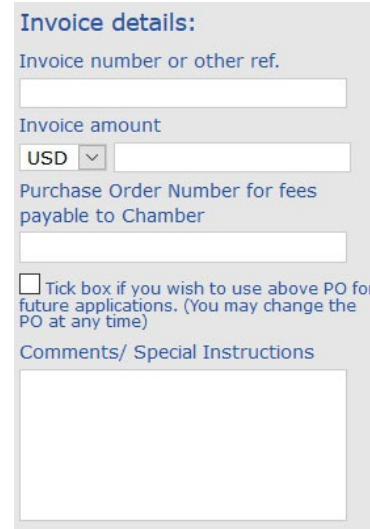 Invoice details:
Invoice number or other ref.
Invoice amount
USD
Purchase Order Number for fees
payable to Chamber
Tick box if you wish to use above PO for
future applications. (You may change the
PO at any time)
Comments/ Special Instructions